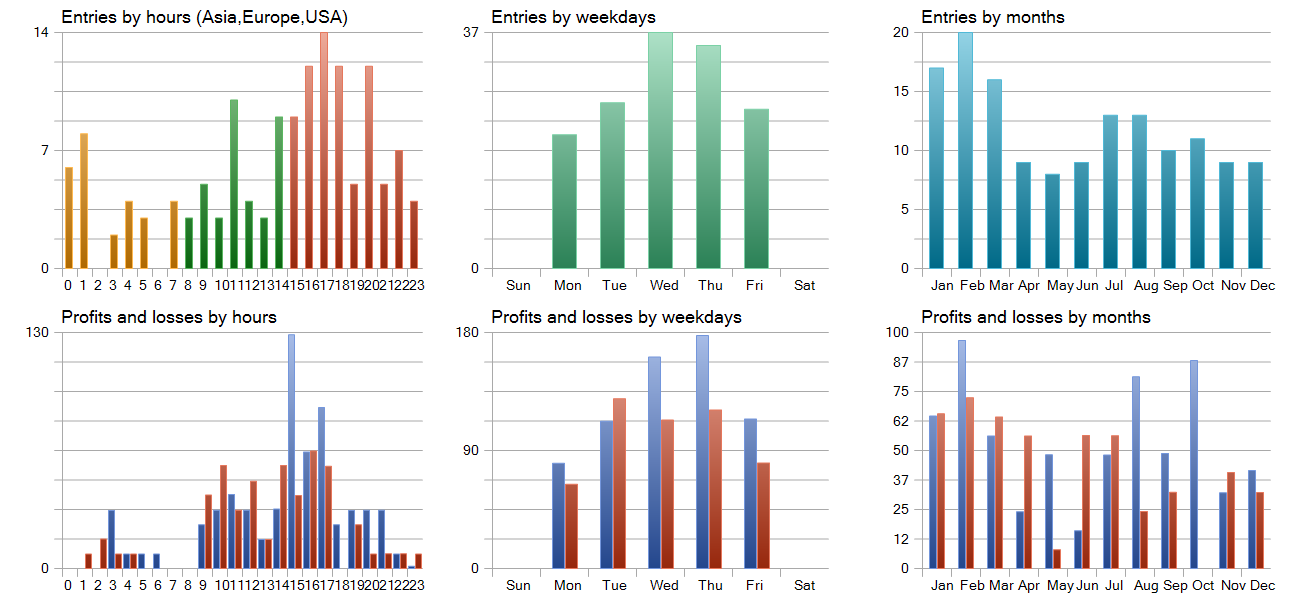 Entries by hours (Asia,Europe,USA)
14
7
0
0 1 2 3 4 5 6 7 8 9 10 11 12 13 14 15 16 17 18 19 20 21 22 23
Entries by weekdays
37
0
Sun Mon Tue Wed Thu Fri Sat
Entries by months
20
15
10
5
0
Jan Feb Mar Apr May Jun Jul Aug Sep Oct Nov Dec
Profits and losses by hours
130
0
0 1 2 3 4 5 6 7 8 9 10 11 12 13 14 15 16 17 18 19 20 21 22 23
Profits and losses by weekdays
180
90
0
Sun Mon Tue Wed Thu Fri Sat
Profits and losses by months
100
87
75
62
50
37
25
12
0
Jan Feb Mar Apr May Jun Jul Aug Sep Oct Nov Dec